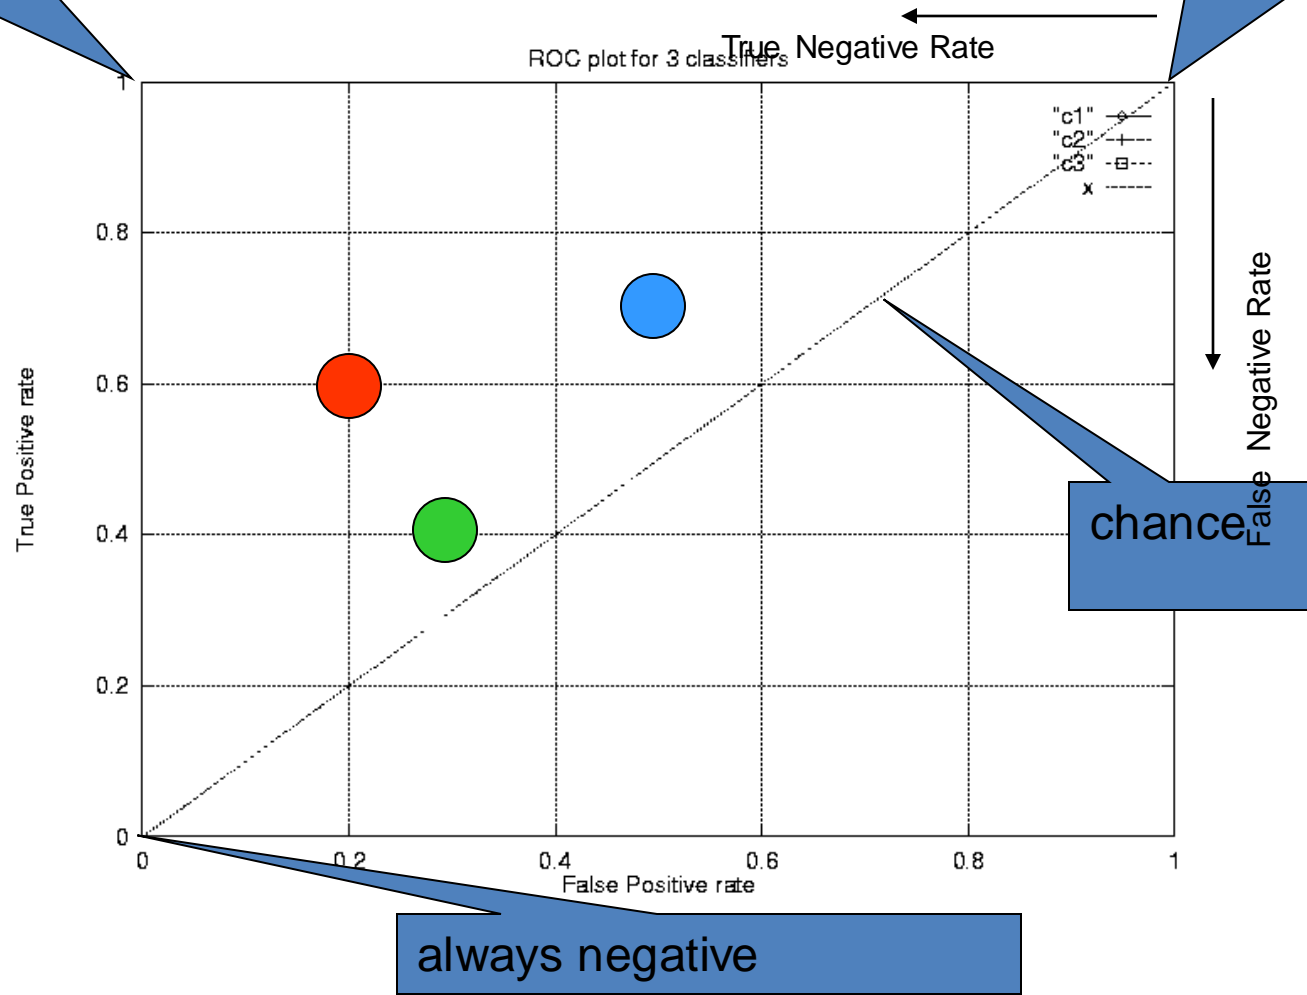 True Negative Rate
ROC plot for 3 classifiers
1
"c1"
"c2"
"c3"
x
0.8
0.6
0.4
0.2
0
True Positive rate
False Negative Rate
chance
0
0.2
0.4
0.6
0.8
1
False Positive rate
always negative